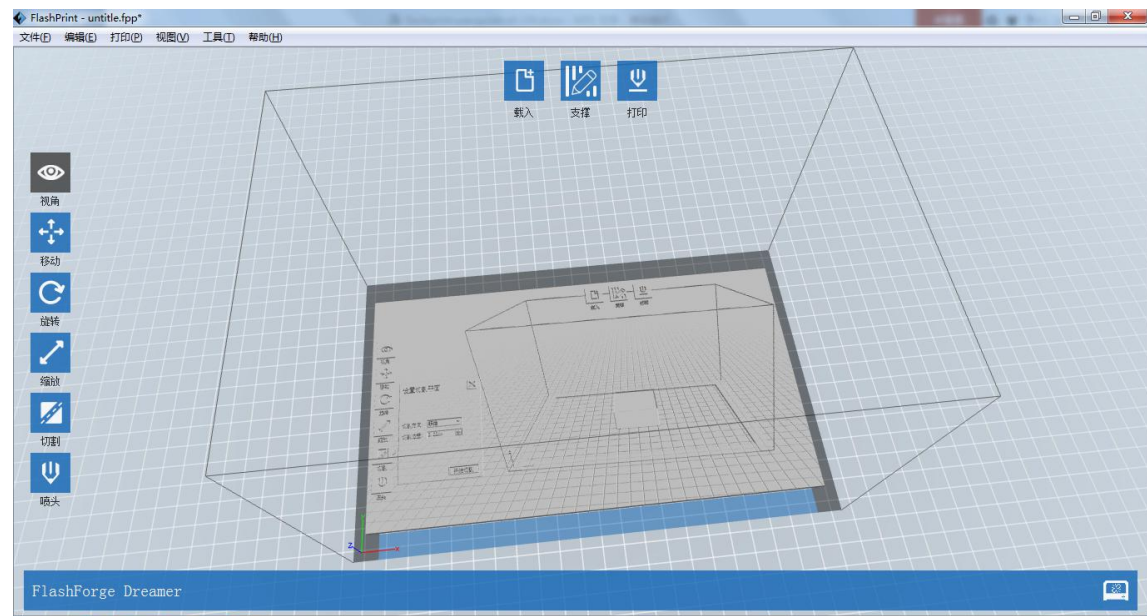 FlashPrint - untitle.fpp*
文件(F) 编辑(E) 打印(P) 视图(V) 工具(T) 帮助(H)
载入 支撑 打印
视角
移动
旋转
缩放
切割
喷头
z x
FlashForge Dreamer